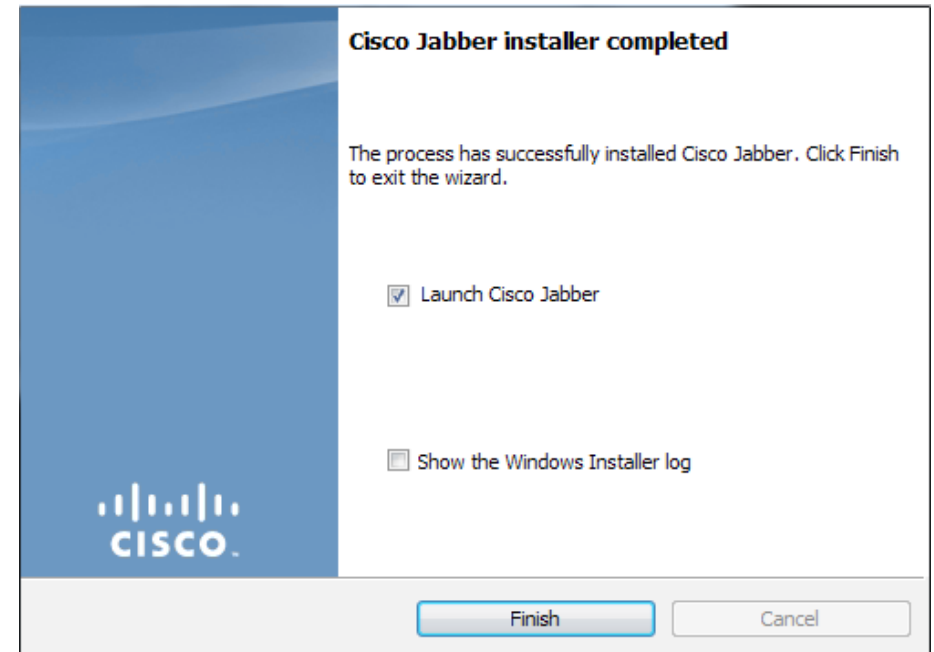 Cisco Jabber installer completed
The process has successfully installed Cisco Jabber. Click Finish
to exit the wizard.
Launch Cisco Jabber
Show the Windows Installer log
CISCO.
Finish
Cancel